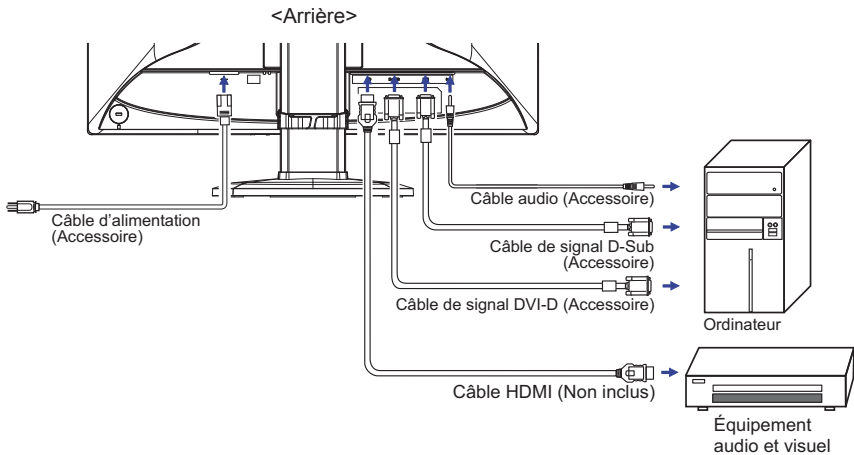 <Arrière>
Câble d'alimentation
(Accessoire)
Câble audio (Accessoire)
Câble de signal D-Sub
(Accessoire)
Câble de signal DVI-D (Accessoire)
Ordinateur
Câble HDMI (Non inclus)
Équipement
audio et visuel